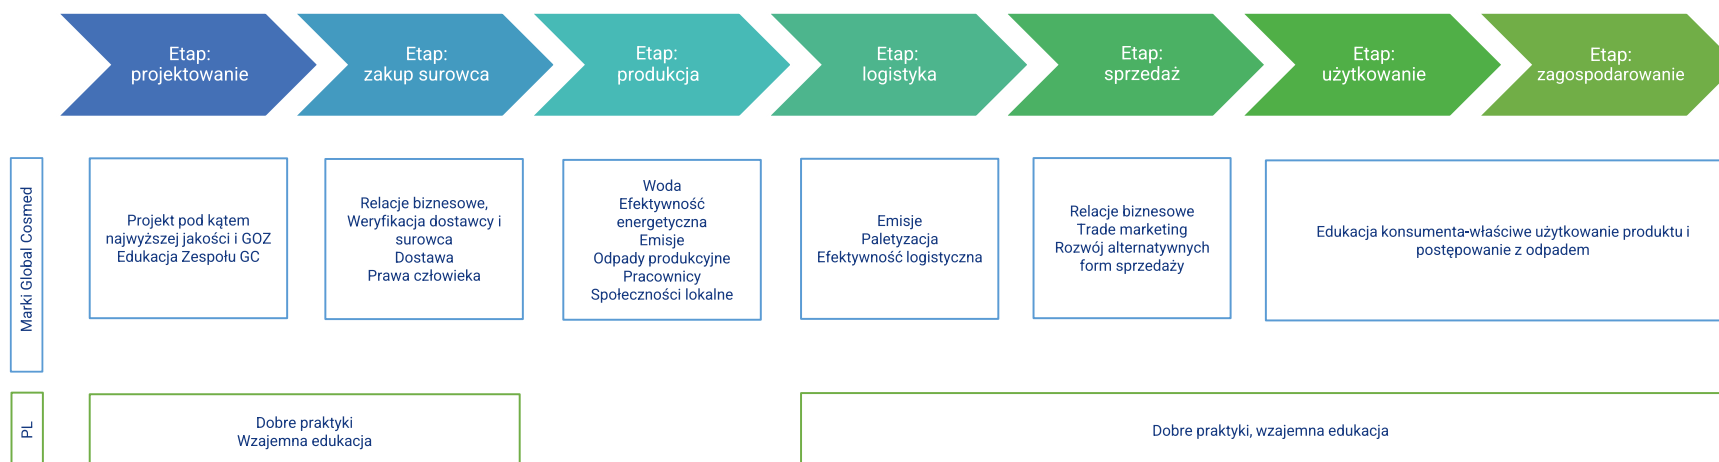 Etap:
projektowanie
Etap:
zakup surowca
Etap:
produkcja
Etap:
logistyka
Etap:
sprzedaż
Etap:
użytkowanie
Etap:
zagospodarowanie
Marki Global Cosmed
Projekt pod kątem
najwyższej jakości i GOZ
Edukacja Zespołu GC
Relacje biznesowe,
Weryfikacja dostawcy i
surowca
Dostawa
Prawa człowieka
Woda
Efektywność
energetyczna
Emisje
Odpady produkcyjne
Pracownicy
Społeczności lokalne
Emisje
Paletyzacja
Efektywność logistyczna
Relacje biznesowe
Trade marketing
Rozwój alternatywnych
form sprzedaży
Edukacja konsumenta-właściwe użytkowanie produktu i
postępowanie z odpadem
PL
Dobre praktyki
Wzajemna edukacja
Dobre praktyki, wzajemna edukacja